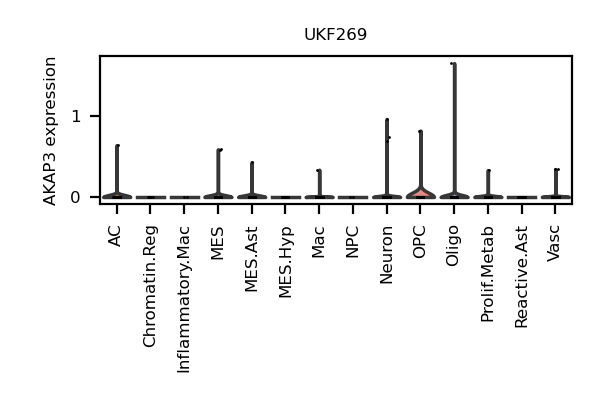 UKF269
AKAP3 expression
1
0
AC
Chromatin.Reg
Inflammatory.Mac
MES
MES.Ast
MES.Hyp
Mac
NPC
Neuron
OPC
Oligo
Prolif.Metab
Reactive.Ast
Vasc